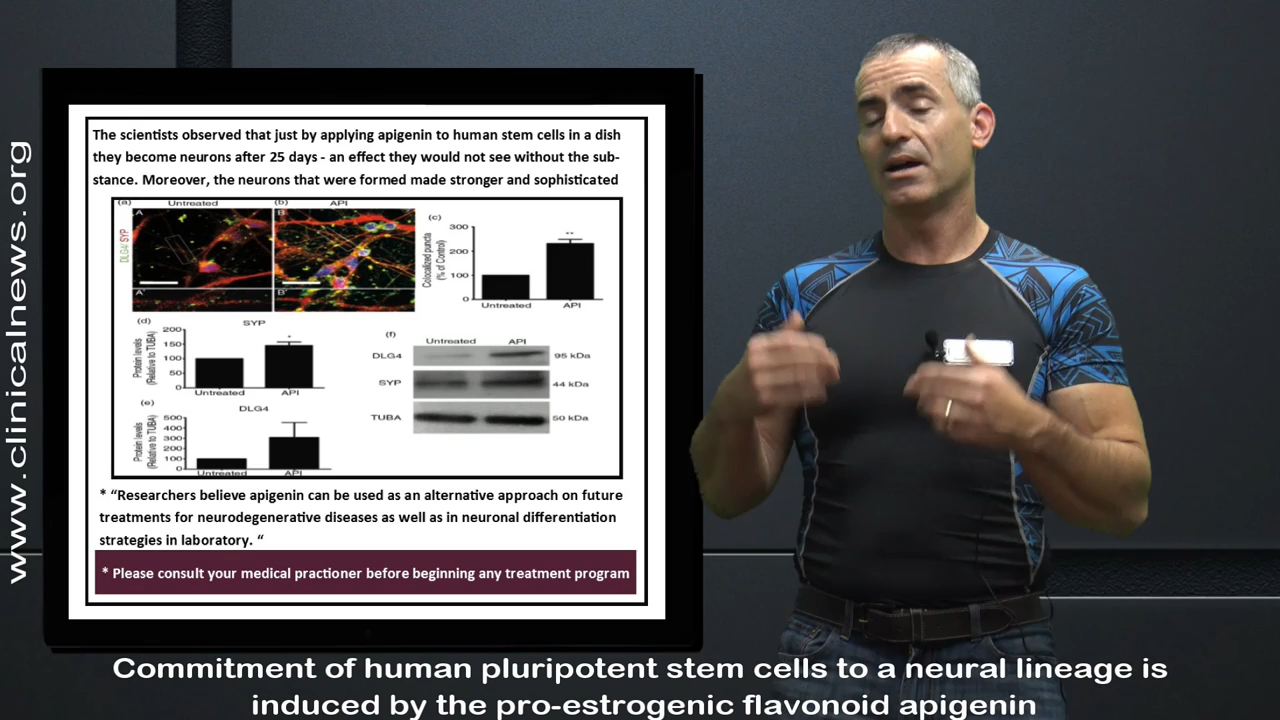 www.clinicalnews.org
The scientists observed that just by applying apigenin to human stem cells in a dish
they become neurons after 25 days - an effect they would not see without the sub-
stance. Moreover, the neurons that were formed made stronger and sophisticated
(a) Untreated (b) API
DLG4/ SYP
A B
A' B'
(c)
Colocalized puncta
(% of Control)
300
200
100
0
**
Untreated API
(d) SYP
Protein levels
(Relative to TUBA)
200
150
100
50
0
*
Untreated API
(e) DLG4
Protein levels
(Relative to TUBA)
500
400
300
200
100
0
Untreated API
(f)
Untreated API
DLG4 95 kDa
SYP 44 kDa
TUBA 50 kDa
* “Researchers believe apigenin can be used as an alternative approach on future
treatments for neurodegenerative diseases as well as in neuronal differentiation
strategies in laboratory. “
* Please consult your medical practioner before beginning any treatment program
Commitment of human pluripotent stem cells to a neural lineage is
induced by the pro-estrogenic flavonoid apigenin